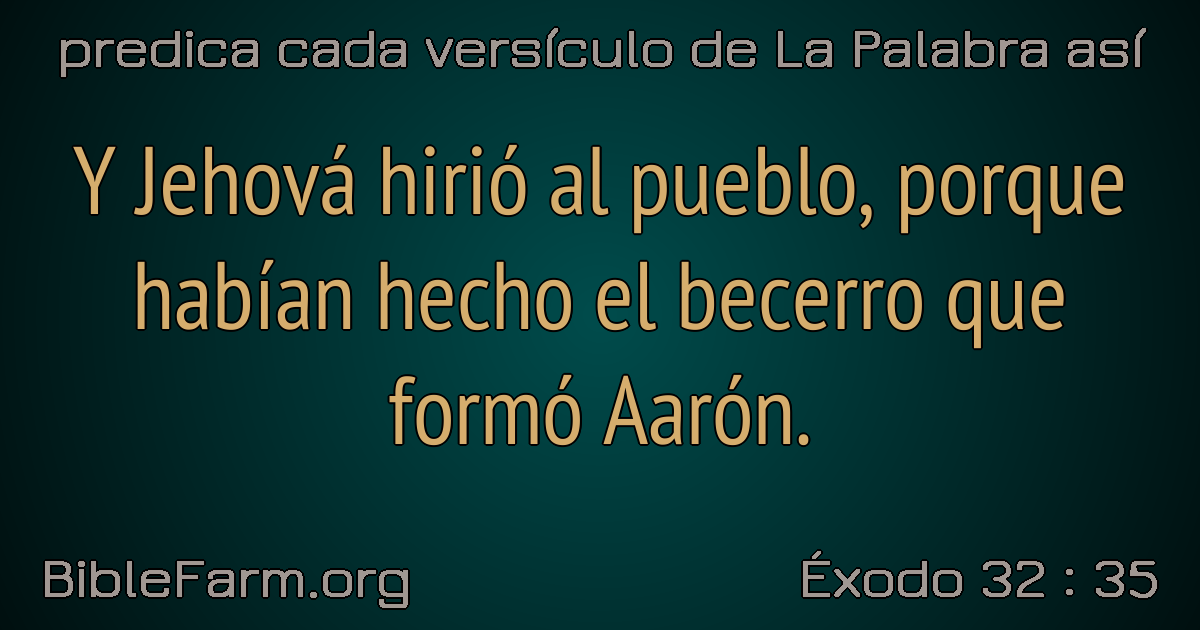 predica cada versículo de La Palabra así
Y Jehová hirió al pueblo, porque
habían hecho el becerro que
formó Aarón.
BibleFarm.org
Éxodo 32 : 35